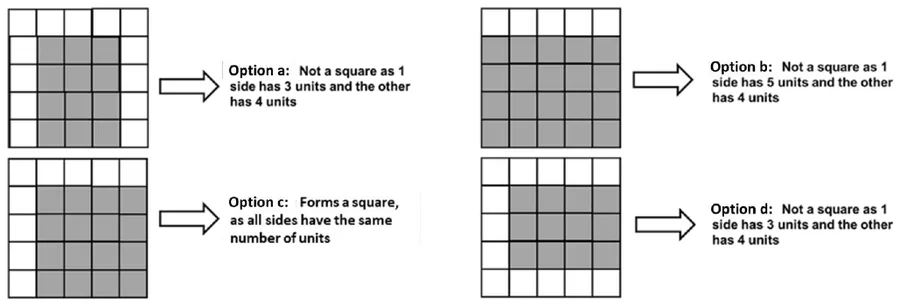 Option a: Not a square as 1
side has 3 units and the other
has 4 units
Option b: Not a square as 1
side has 5 units and the other
has 4 units
Option c: Forms a square,
as all sides have the same
number of units
Option d: Not a square as 1
side has 3 units and the other
has 4 units